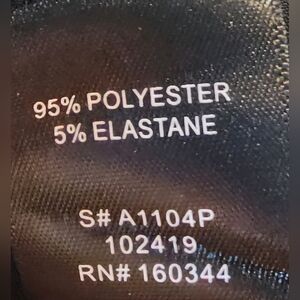 95% POLYESTER
5% ELASTANE
S# A1104P
102419
RN# 160344